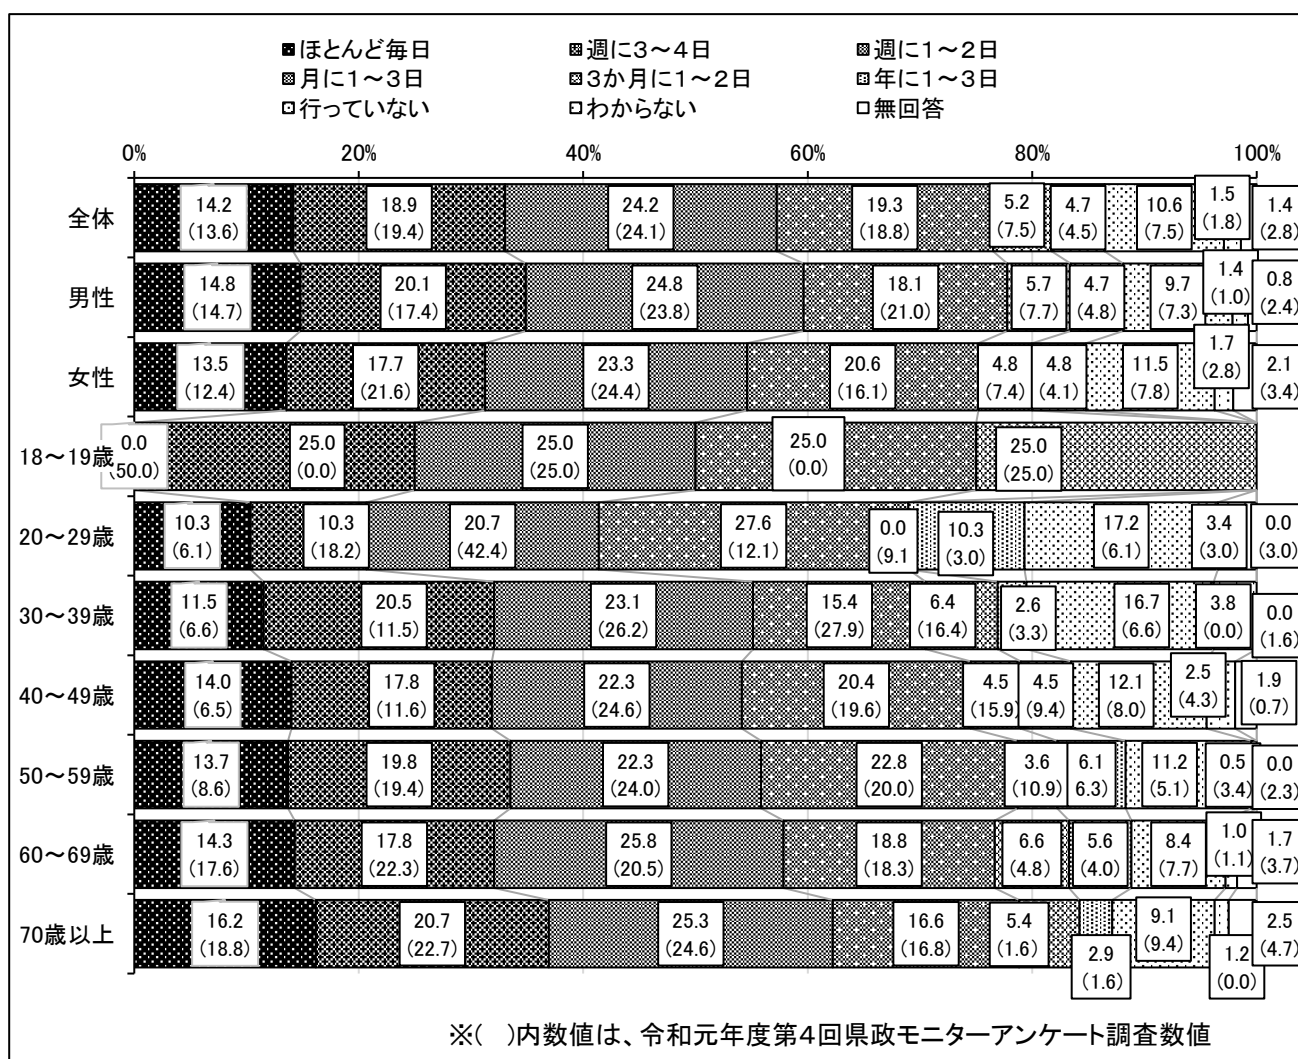 ■ほとんど毎日 ■週に3～4日 ■週に1～2日
■月に1～3日 □3か月に1～2日 □年に1～3日
□行っていない □わからない □無回答
0% 20% 40% 60% 80% 100%
全体 14.2 18.9 24.2 19.3 5.2 4.7 10.6 1.5 1.4
(13.6) (19.4) (24.1) (18.8) (7.5) (4.5) (7.5) (1.8) (2.8)
男性 14.8 20.1 24.8 18.1 5.7 4.7 9.7 1.4 0.8
(14.7) (17.4) (23.8) (21.0) (7.7) (4.8) (7.3) (1.0) (2.4)
女性 13.5 17.7 23.3 20.6 4.8 4.8 11.5 1.7 2.1
(12.4) (21.6) (24.4) (16.1) (7.4) (4.1) (7.8) (2.8) (3.4)
18～19歳 0.0 25.0 25.0 25.0 25.0
(50.0) (0.0) (25.0) (0.0) (25.0)
20～29歳 10.3 10.3 20.7 27.6 0.0 10.3 17.2 3.4 0.0
(6.1) (18.2) (42.4) (12.1) (9.1 (3.0) (6.1) (3.0) (3.0)
30～39歳 11.5 20.5 23.1 15.4 6.4 2.6 16.7 3.8 0.0
(6.6) (11.5) (26.2) (27.9) (16.4) (3.3) (6.6) (0.0) (1.6)
40～49歳 14.0 17.8 22.3 20.4 4.5 4.5 12.1 2.5 1.9
(6.5) (11.6) (24.6) (19.6) (15.9) (9.4) (8.0) (4.3) (0.7)
50～59歳 13.7 19.8 22.3 22.8 3.6 6.1 11.2 0.5 0.0
(8.6) (19.4) (24.0) (20.0) (10.9) 6.3) (5.1) (3.4) (2.3)
60～69歳 14.3 17.8 25.8 18.8 6.6 5.6 8.4 1.0 1.7
(17.6) (22.3) (20.5) (18.3) (4.8) (4.0) (7.7) (1.1) (3.7)
70歳以上 16.2 20.7 25.3 16.6 5.4 2.9 9.1 1.2 2.5
(18.8) (22.7) (24.6) (16.8) (1.6) (1.6) (9.4) (0.0) (4.7)
※( )内数値は、令和元年度第4回県政モニターアンケート調査数値